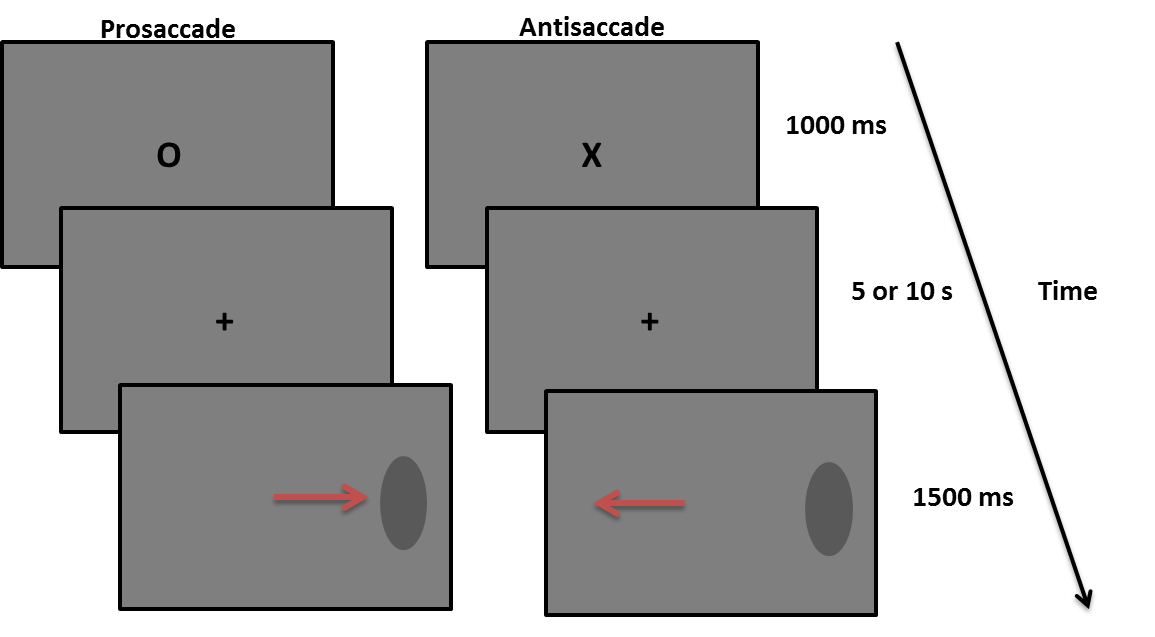 Prosaccade
Antisaccade
1000 ms
O
X
5 or 10 s
Time
+
+
1500 ms